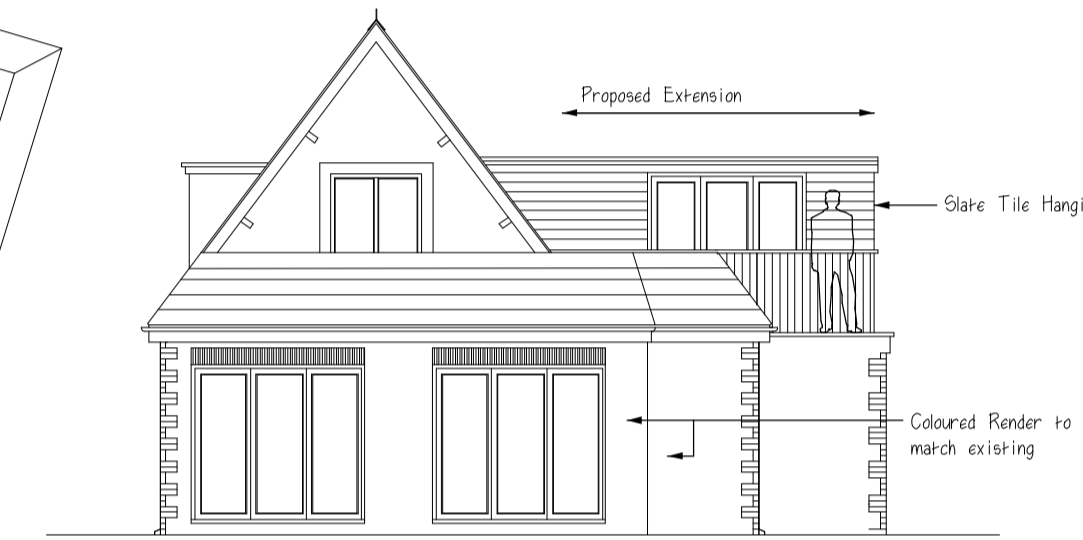 Proposed Extension
Slate Tile Hangi
Coloured Render to
match existing